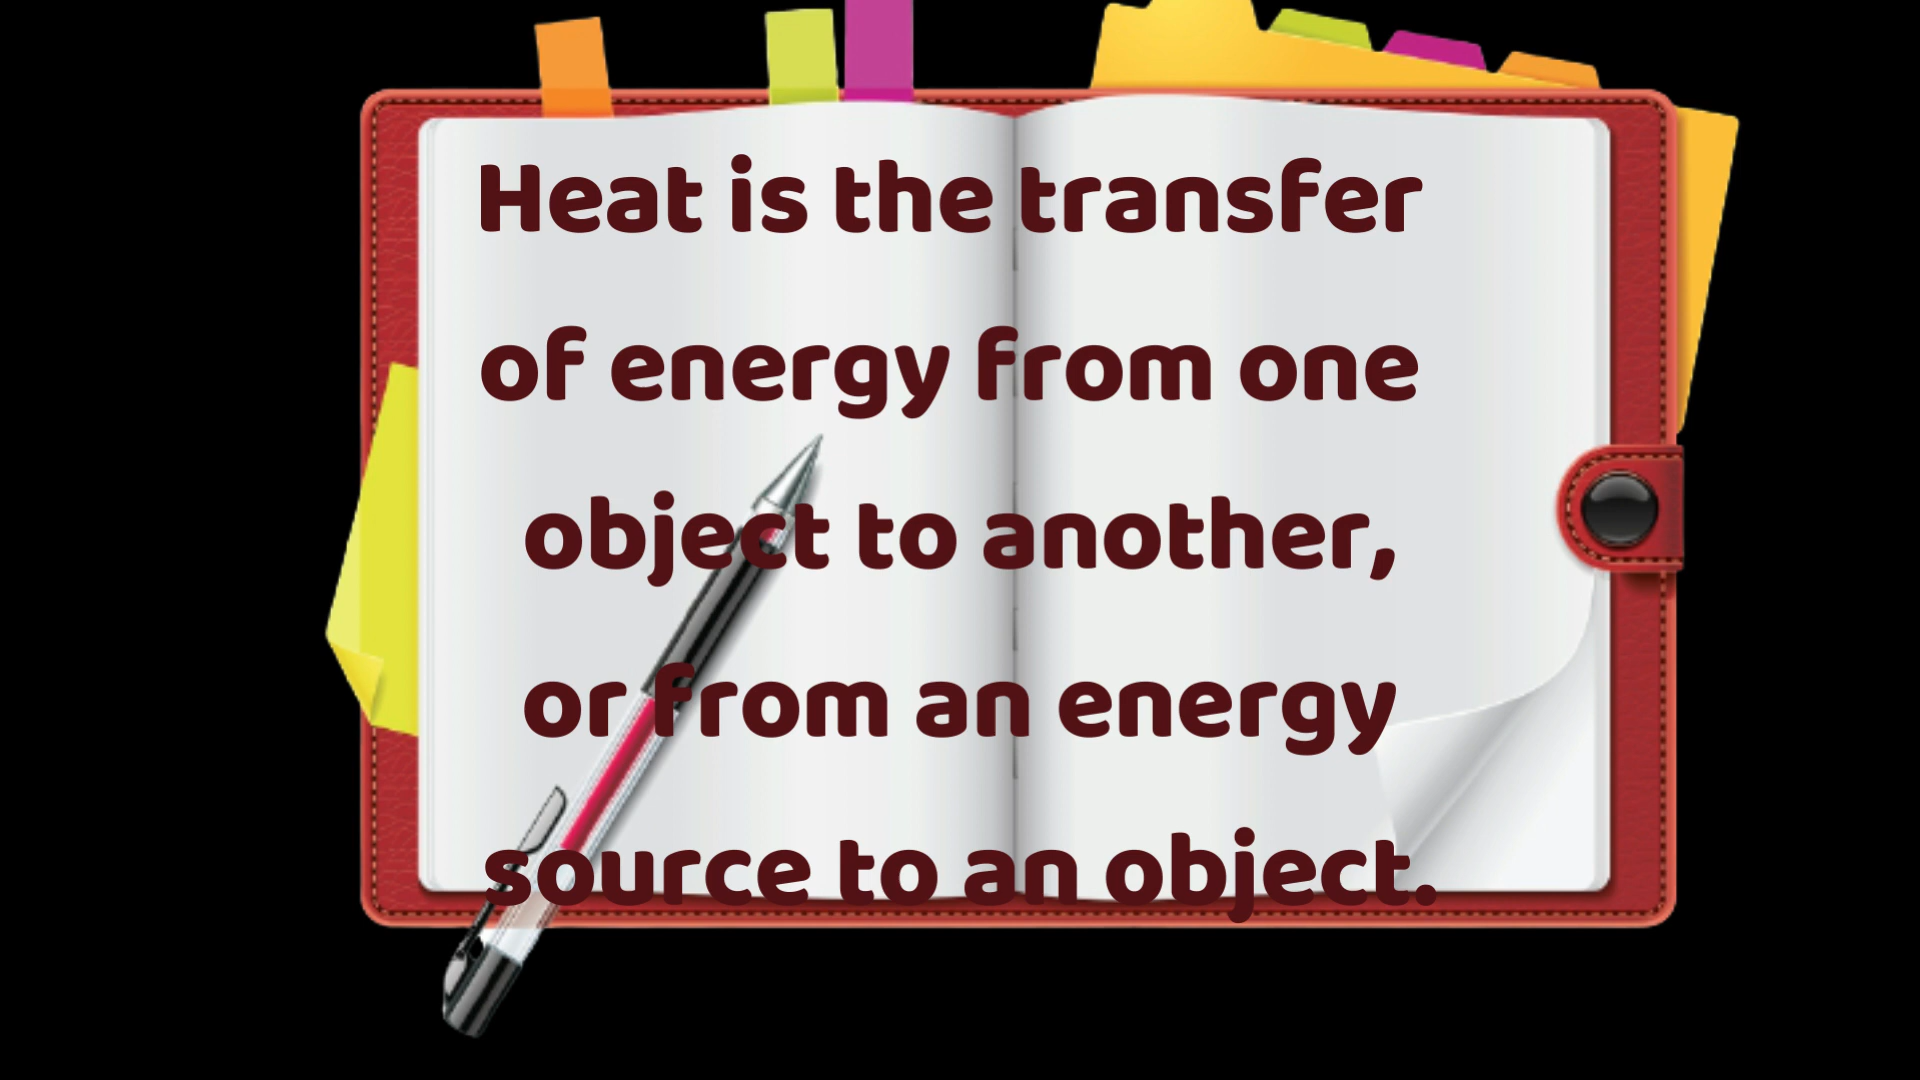 Heat is the transfer
of energy from one
object to another,
or from an energy
source to an object.